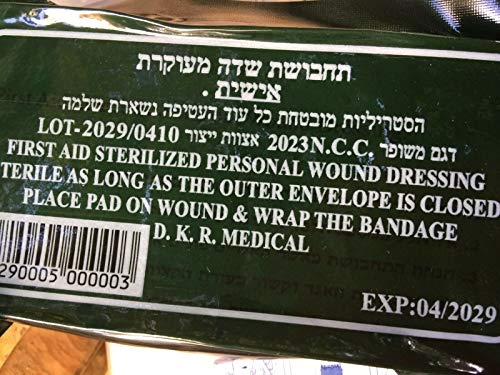 תחבושת שדה מעוקרת
אישית .
הסטריליות מובטחת כל עוד העטיפה נשארת שלמה
דגם משופר .2023N.C.C אצוות ייצור LOT-2029/0410
FIRST AID STERILIZED PERSONAL WOUND DRESSING
TERILE AS LONG AS THE OUTER ENVELOPE IS CLOSED
PLACE PAD ON WOUND & WRAP THE BANDAGE
D. K. R. MEDICAL
290005 000003
EXP:04/2029